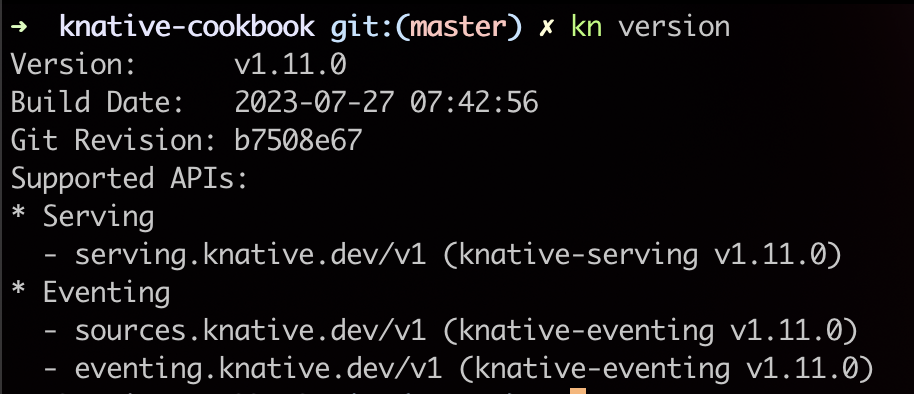 ➜  knative-cookbook git:(master) ✗ kn version
Version:      v1.11.0
Build Date:   2023-07-27 07:42:56
Git Revision: b7508e67
Supported APIs:
* Serving
  - serving.knative.dev/v1 (knative-serving v1.11.0)
* Eventing
  - sources.knative.dev/v1 (knative-eventing v1.11.0)
  - eventing.knative.dev/v1 (knative-eventing v1.11.0)